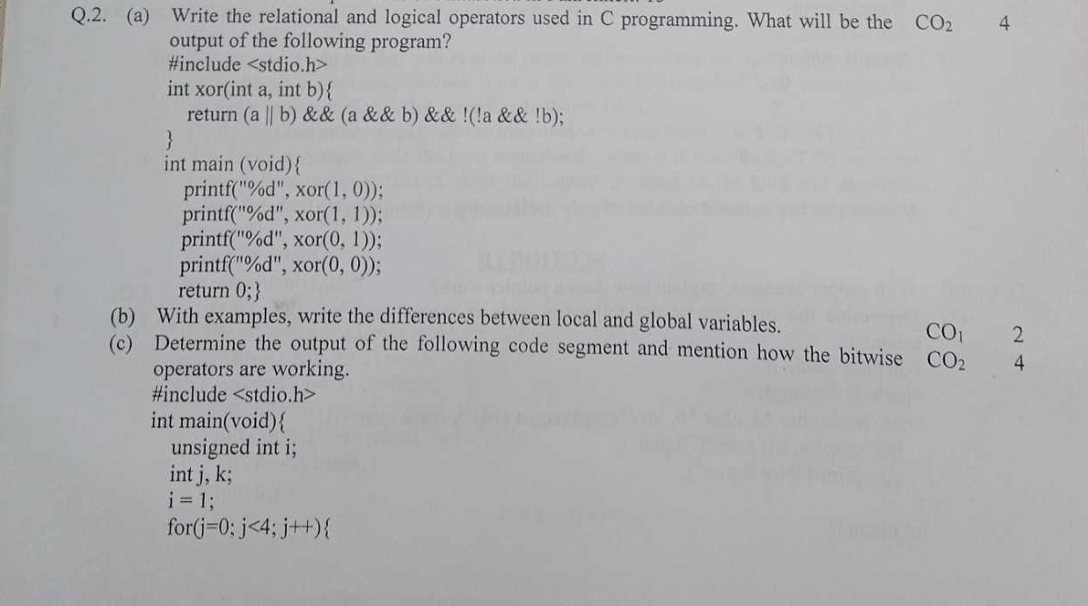 Q.2. (a) Write the relational and logical operators used in C programming. What will be the CO2 4
output of the following program?
#include <stdio.h>
int xor(int a, int b){
return (a || b) && (a && b) && !(!a && !b);
}
int main (void){
printf("%d", xor(1, 0));
printf("%d", xor(1, 1));
printf("%d", xor(0, 1));
printf("%d", xor(0, 0));
return 0;}
(b) With examples, write the differences between local and global variables. CO1 2
(c) Determine the output of the following code segment and mention how the bitwise CO2 4
operators are working.
#include <stdio.h>
int main(void){
unsigned int i;
int j, k;
i = 1;
for(j=0; j<4; j++){